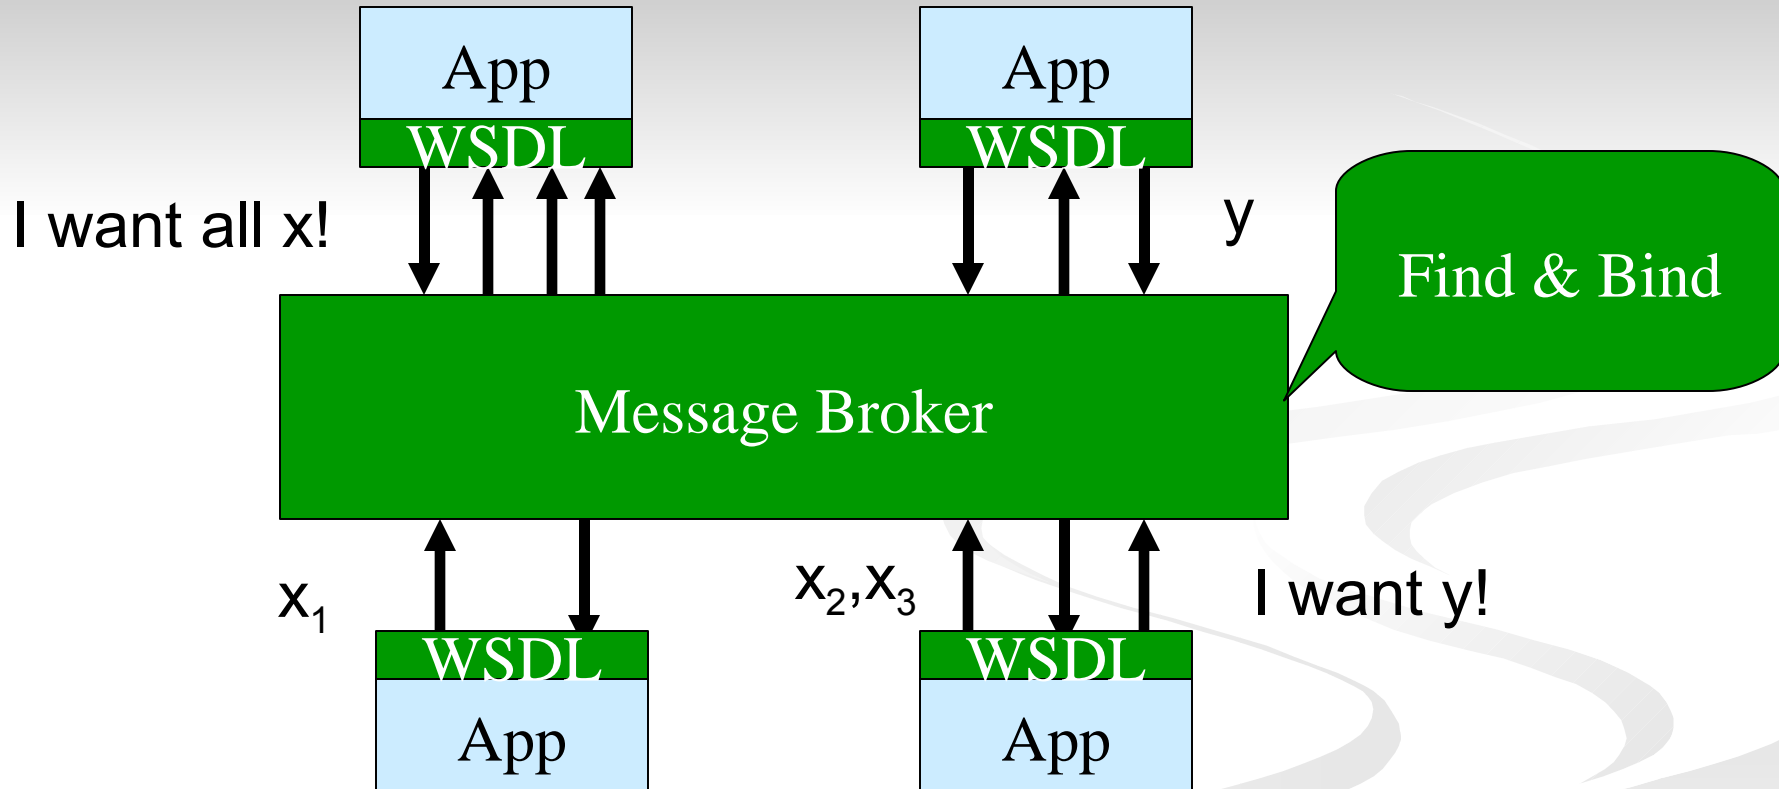 App
App
WSDL
WSDL
I want all x!
y
Find & Bind
Message Broker
x₁
x₂,x₃
I want y!
WSDL
WSDL
App
App